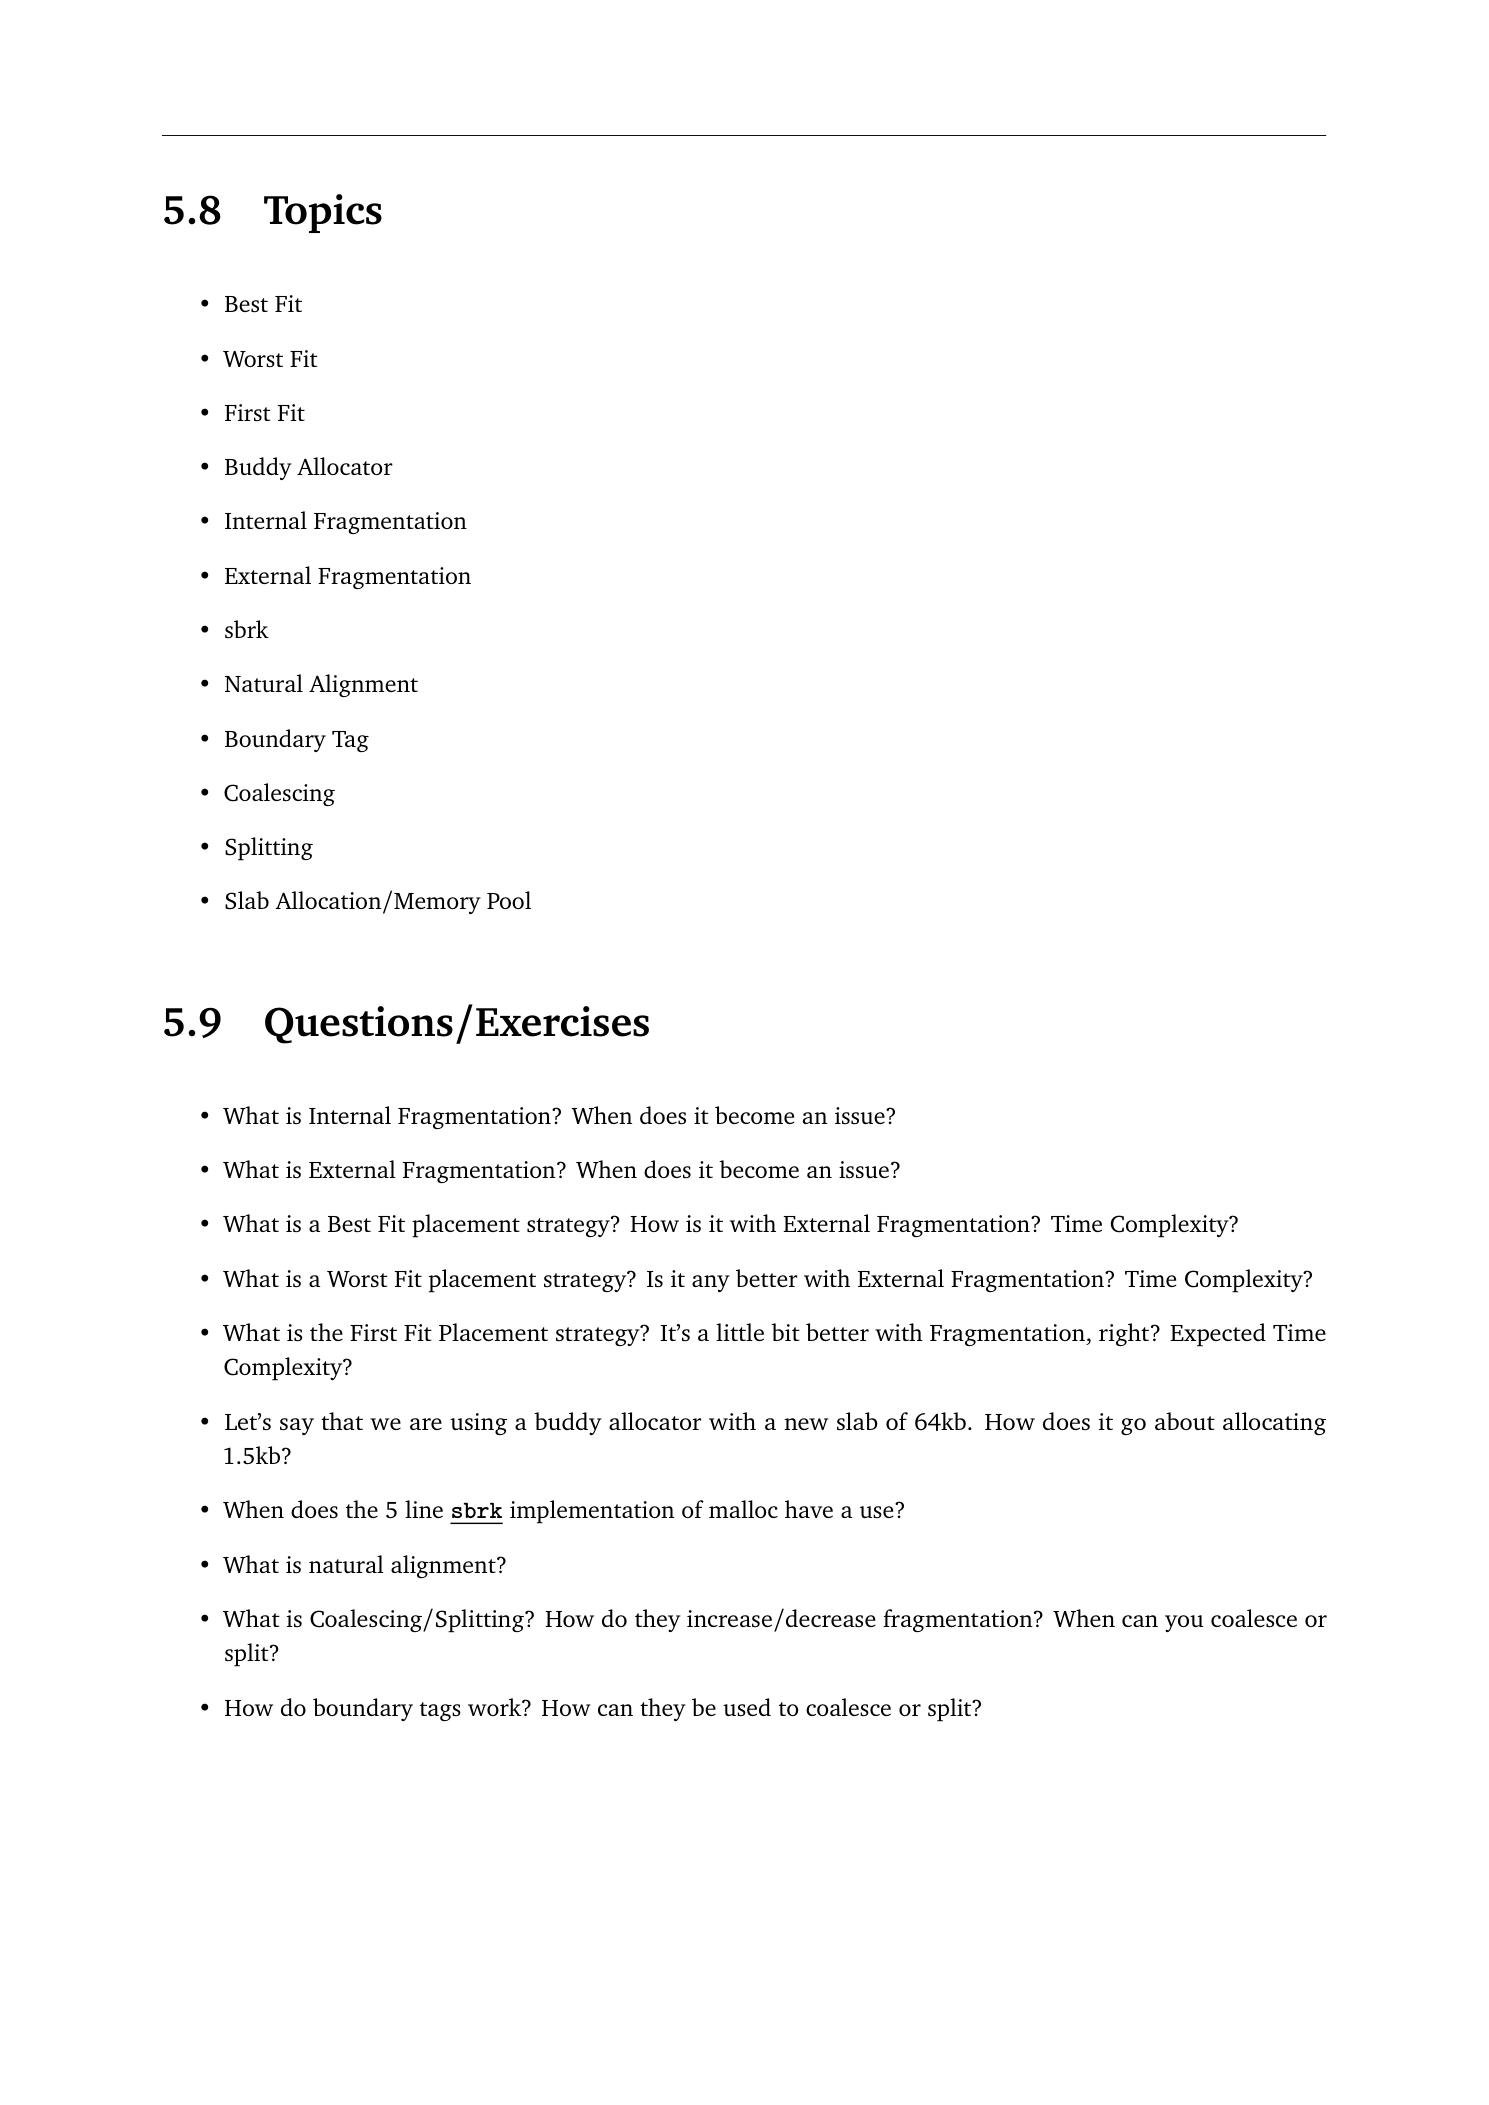 5.8 Topics
• Best Fit
• Worst Fit
• First Fit
• Buddy Allocator
• Internal Fragmentation
• External Fragmentation
• sbrk
• Natural Alignment
• Boundary Tag
• Coalescing
• Splitting
• Slab Allocation/Memory Pool
5.9 Questions/Exercises
• What is Internal Fragmentation? When does it become an issue?
• What is External Fragmentation? When does it become an issue?
• What is a Best Fit placement strategy? How is it with External Fragmentation? Time Complexity?
• What is a Worst Fit placement strategy? Is it any better with External Fragmentation? Time Complexity?
• What is the First Fit Placement strategy? It’s a little bit better with Fragmentation, right? Expected Time
Complexity?
• Let’s say that we are using a buddy allocator with a new slab of 64kb. How does it go about allocating
1.5kb?
• When does the 5 line sbrk implementation of malloc have a use?
• What is natural alignment?
• What is Coalescing/Splitting? How do they increase/decrease fragmentation? When can you coalesce or
split?
• How do boundary tags work? How can they be used to coalesce or split?